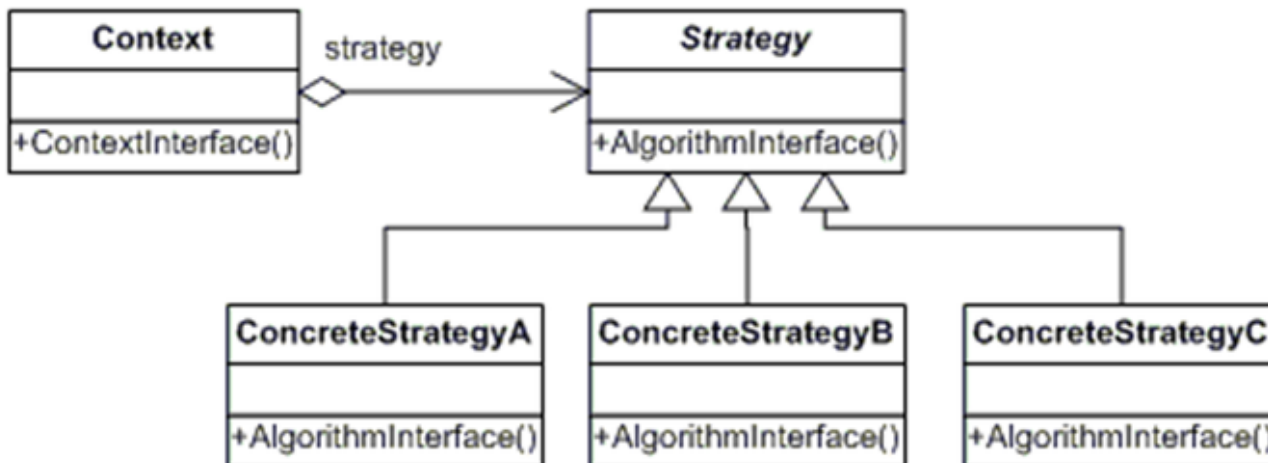 Context
strategy
Strategy
+ContextInterface()
+AlgorithmInterface()
ConcreteStrategyA
ConcreteStrategyB
ConcreteStrategyC
+AlgorithmInterface()
+AlgorithmInterface()
+AlgorithmInterface()